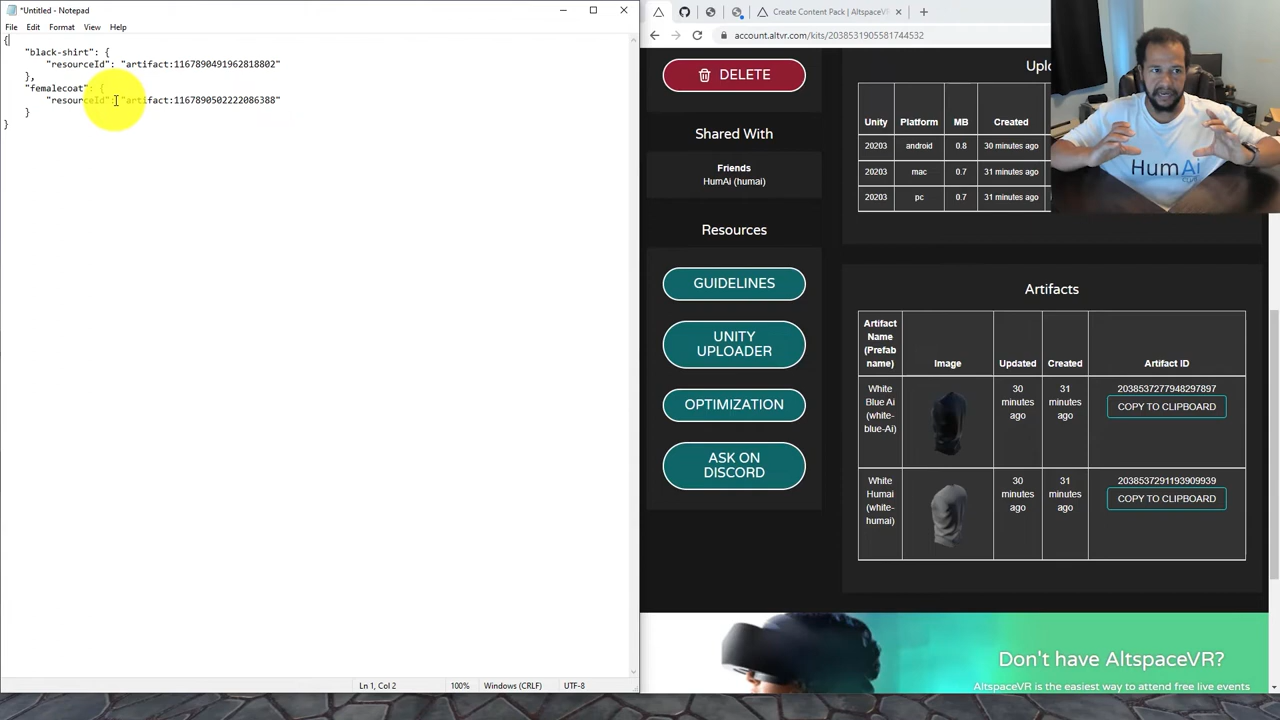 *Untitled - Notepad
File Edit Format View Help
{
"black-shirt": {
"resourceId": "artifact:1167890491962818802"
},
"femalecoat": {
"resourceId": "artifact:1167890502222086388"
}
}
Ln 1, Col 2
100%
Windows (CRLF)
UTF-8
Create Content Pack | AltspaceVR
account.altvr.com/kits/2038531905581744532
DELETE
Shared With
Friends
HumAi (humai)
Resources
GUIDELINES
UNITY
UPLOADER
OPTIMIZATION
ASK ON
DISCORD
Unity Platform MB Created
20203 android 0.8 30 minutes ago
20203 mac 0.7 31 minutes ago
20203 pc 0.7 31 minutes ago
HumAi
Artifacts
Artifact
Name
(Prefab
name)
Image
Updated
Created
Artifact ID
White
Blue Ai
(white-
blue-Ai)
30
minutes
ago
31
minutes
ago
2038537277948297897
COPY TO CLIPBOARD
White
Humai
(white-
humai)
30
minutes
ago
31
minutes
ago
2038537291193909939
COPY TO CLIPBOARD
Don't have AltspaceVR?
AltspaceVR is the easiest way to attend free live events